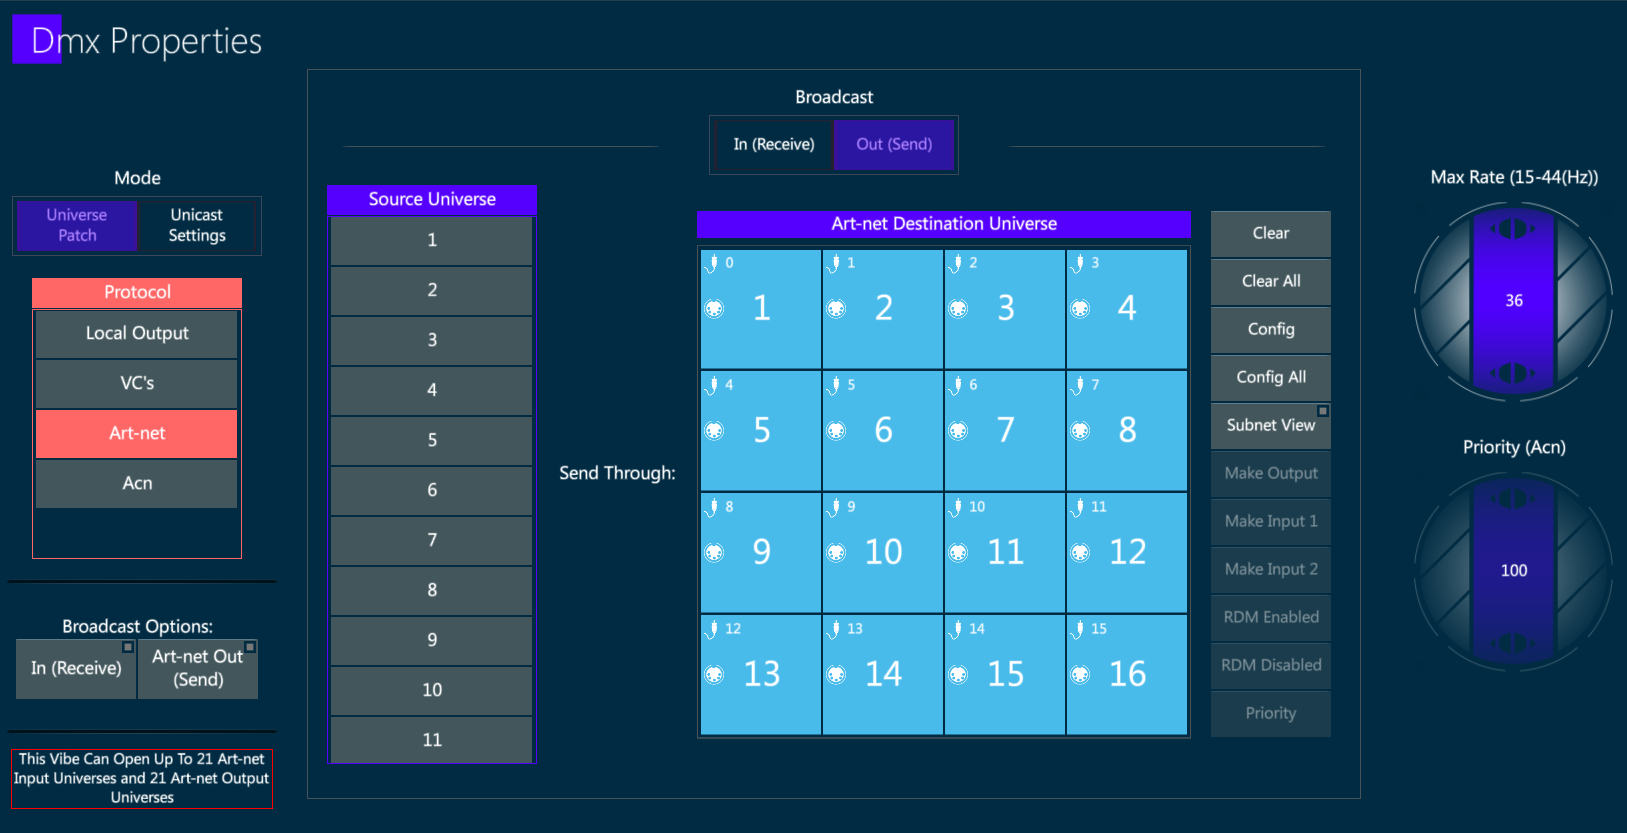 Dmx Properties
Mode
Universe
Patch
Unicast
Settings
Protocol
Local Output
VC's
Art-net
Acn
Broadcast Options:
In (Receive)
Art-net Out
(Send)
This Vibe Can Open Up To 21 Art-net
Input Universes and 21 Art-net Output
Universes
Broadcast
In (Receive)
Out (Send)
Source Universe
1
2
3
4
5
6
7
8
9
10
11
Send Through:
Art-net Destination Universe
0
1
1
2
2
3
3
4
4
5
5
6
6
7
7
8
8
9
9
10
10
11
11
12
12
13
13
14
14
15
15
16
Clear
Clear All
Config
Config All
Subnet View
Make Output
Make Input 1
Make Input 2
RDM Enabled
RDM Disabled
Priority
Max Rate (15-44(Hz))
36
Priority (Acn)
100